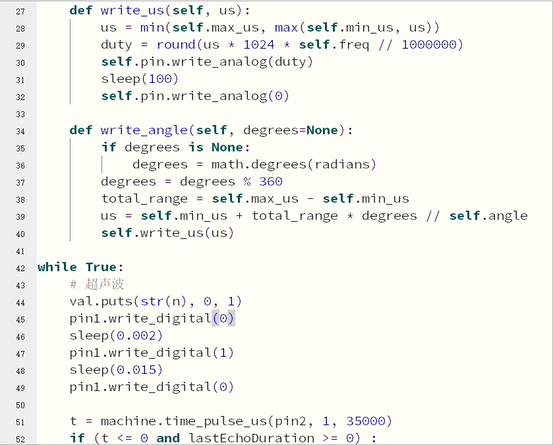 27 def write_us(self, us):
28 us = min(self.max_us, max(self.min_us, us))
29 duty = round(us * 1024 * self.freq // 1000000)
30 self.pin.write_analog(duty)
31 sleep(100)
32 self.pin.write_analog(0)
33
34 def write_angle(self, degrees=None):
35 if degrees is None:
36 degrees = math.degrees(radians)
37 degrees = degrees % 360
38 total_range = self.max_us - self.min_us
39 us = self.min_us + total_range * degrees // self.angle
40 self.write_us(us)
41
42 while True:
43 # 超声波
44 val.puts(str(n), 0, 1)
45 pin1.write_digital(0)
46 sleep(0.002)
47 pin1.write_digital(1)
48 sleep(0.015)
49 pin1.write_digital(0)
50
51 t = machine.time_pulse_us(pin2, 1, 35000)
52 if (t <= 0 and lastEchoDuration >= 0) :